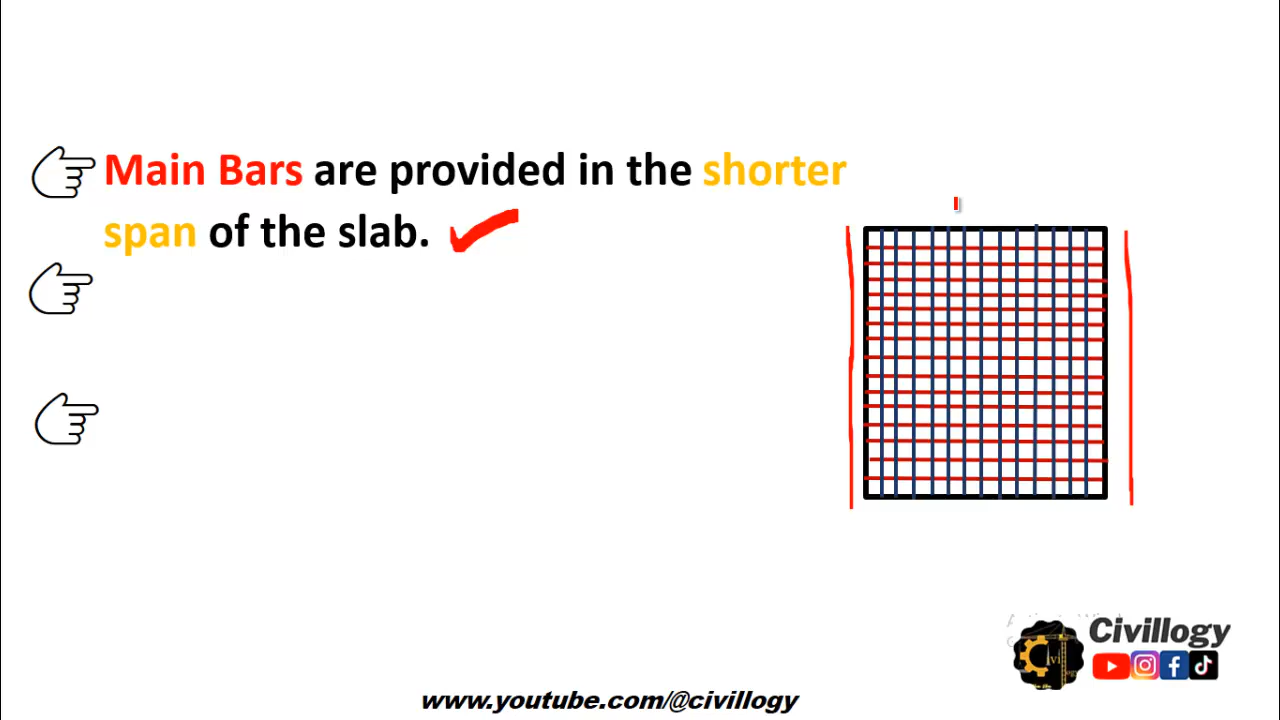 Main Bars are provided in the shorter
span of the slab.
Civillogy
www.youtube.com/@civillogy